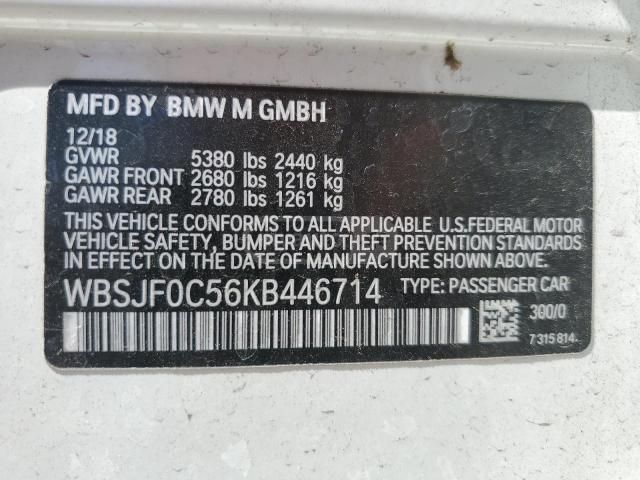 MFD BY BMW M GMBH
12/18
GVWR 5380 lbs 2440 kg
GAWR FRONT 2680 lbs 1216 kg
GAWR REAR 2780 lbs 1261 kg
THIS VEHICLE CONFORMS TO ALL APPLICABLE U.S.FEDERAL MOTOR
VEHICLE SAFETY, BUMPER AND THEFT PREVENTION STANDARDS
IN EFFECT ON THE DATE OF MANUFACTURE SHOWN ABOVE.
WBSJF0C56KB446714 TYPE: PASSENGER CAR
300/0
7 315 814